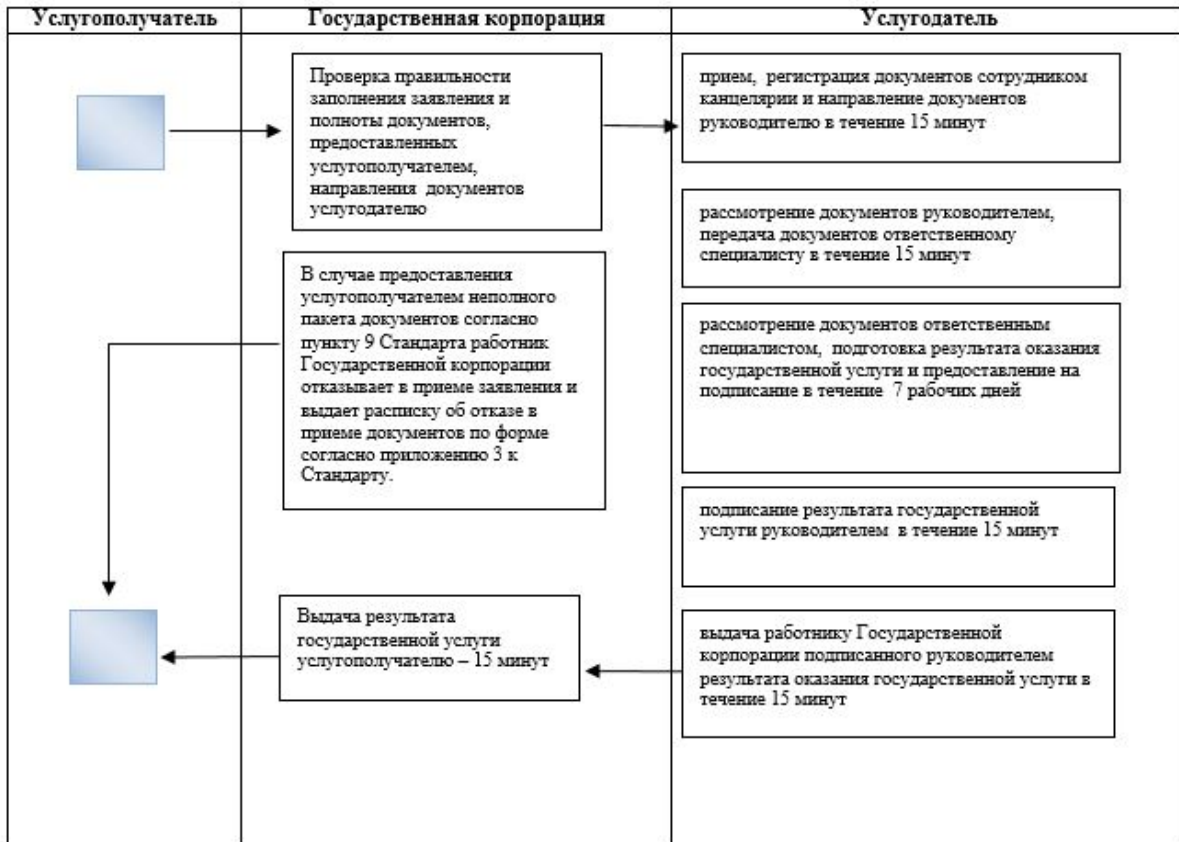 Услугополучатель
Государственная корпорация
Услугодатель
Проверка правильности
заполнения заявления и
полноты документов,
предоставленных
услугополучателем,
направления документов
услугодателю
прием, регистрация документов сотрудником
канцелярии и направление документов
руководителю в течение 15 минут
рассмотрение документов руководителем,
передача документов ответственному
специалисту в течение 15 минут
В случае предоставления
услугополучателем неполного
пакета документов согласно
пункту 9 Стандарта работник
Государственной корпорации
отказывает в приеме заявления и
выдает расписку об отказе в
приеме документов по форме
согласно приложению 3 к
Стандарту.
рассмотрение документов ответственным
специалистом, подготовка результата оказания
государственной услуги и предоставление на
подписание в течение 7 рабочих дней
подписание результата государственной
услуги руководителем в течение 15 минут
Выдача результата
государственной услуги
услугополучателю – 15 минут
выдача работнику Государственной
корпорации подписанного руководителем
результата оказания государственной услуги в
течение 15 минут